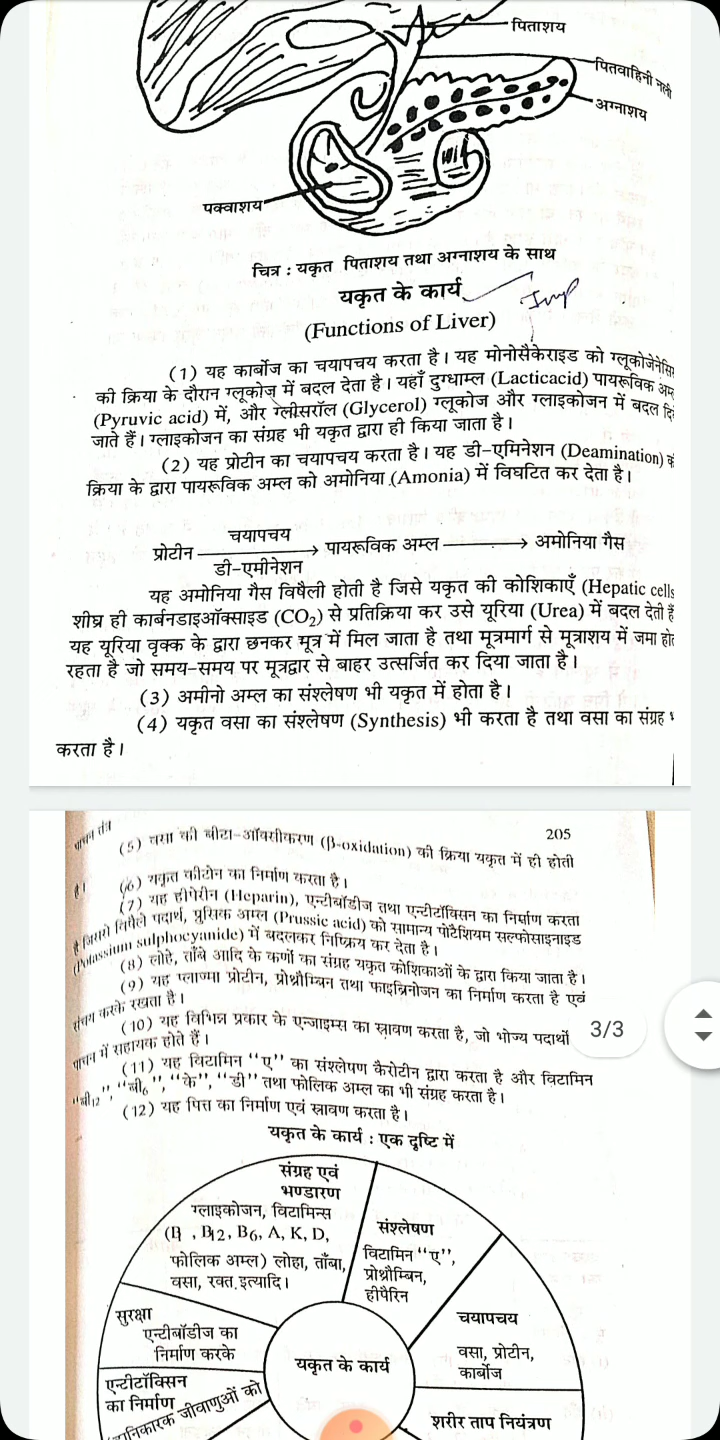 पिताशय
पितवाहिनी नली
अग्नाशय
पक्वाशय
चित्र : यकृत पिताशय तथा अग्नाशय के साथ
यकृत के कार्य
Imp
(Functions of Liver)
(1) यह कार्बोज का चयापचय करता है। यह मोनोसैकेराइड को ग्लूकोजेनेसि
की क्रिया के दौरान ग्लूकोज में बदल देता है। यहाँ दुग्धाम्ल (Lacticacid) पायरूविक अम्
(Pyruvic acid) में, और ग्लीसरॉल (Glycerol) ग्लूकोज और ग्लाइकोजन में बदल दि
जाते हैं। ग्लाइकोजन का संग्रह भी यकृत द्वारा ही किया जाता है।
(2) यह प्रोटीन का चयापचय करता है। यह डी-एमिनेशन (Deamination) क
क्रिया के द्वारा पायरूविक अम्ल को अमोनिया (Amonia) में विघटित कर देता है।
चयापचय
प्रोटीन → पायरूविक अम्ल → अमोनिया गैस
डी-एमीनेशन
यह अमोनिया गैस विषैली होती है जिसे यकृत की कोशिकाएँ (Hepatic cells
शीघ्र ही कार्बनडाइऑक्साइड (CO₂) से प्रतिक्रिया कर उसे यूरिया (Urea) में बदल देती हैं
यह यूरिया वृक्क के द्वारा छनकर मूत्र में मिल जाता है तथा मूत्रमार्ग से मूत्राशय में जमा हो
रहता है जो समय-समय पर मूत्रद्वार से बाहर उत्सर्जित कर दिया जाता है।
(3) अमीनो अम्ल का संश्लेषण भी यकृत में होता है।
(4) यकृत वसा का संश्लेषण (Synthesis) भी करता है तथा वसा का संग्रह
करता है।
पाचन तंत्र
205
(5) वसा की बीटा-ऑक्सीकरण (β-oxidation) की क्रिया यकृत में ही होती
है।
(6) यकृत कीटोन का निर्माण करता है।
(7) यह हीपेरीन (Heparin), एन्टीबॉडीज तथा एन्टीटॉक्सिन का निर्माण करता
है जिससे विषैले पदार्थ, प्रुसिक अम्ल (Prussic acid) को सामान्य पोटैशियम सल्फोसाइनाइड
(Potassium sulphocyanide) में बदलकर निष्क्रिय कर देता है।
(8) लोहे, ताँबे आदि के कणों का संग्रह यकृत कोशिकाओं के द्वारा किया जाता है।
(9) यह प्लाज्मा प्रोटीन, प्रोथ्रौम्बिन तथा फाइब्रिनोजन का निर्माण करता है एवं
संचय करके रखता है।
(10) यह विभिन्न प्रकार के एन्जाइम्स का स्रावण करता है, जो भोज्य पदार्थों
3/3
पाचन में सहायक होते हैं।
(11) यह विटामिन “ए” का संश्लेषण कैरोटीन द्वारा करता है और विटामिन
“बी₁₂”, “बी₆”, “के”, “डी” तथा फोलिक अम्ल का भी संग्रह करता है।
(12) यह पित्त का निर्माण एवं स्रावण करता है।
यकृत के कार्य : एक दृष्टि में
संग्रह एवं
भण्डारण
ग्लाइकोजन, विटामिन्स
(B , B12, B6, A, K, D,
फोलिक अम्ल) लोहा, ताँबा,
वसा, रक्त इत्यादि।
संश्लेषण
विटामिन “ए”,
प्रोथ्रौम्बिन,
हीपैरिन
चयापचय
वसा, प्रोटीन,
कार्बोज
सुरक्षा
एन्टीबॉडीज का
निर्माण करके
यकृत के कार्य
एन्टीटॉक्सिन
का निर्माण
हानिकारक जीवाणुओं को
शरीर ताप नियंत्रण